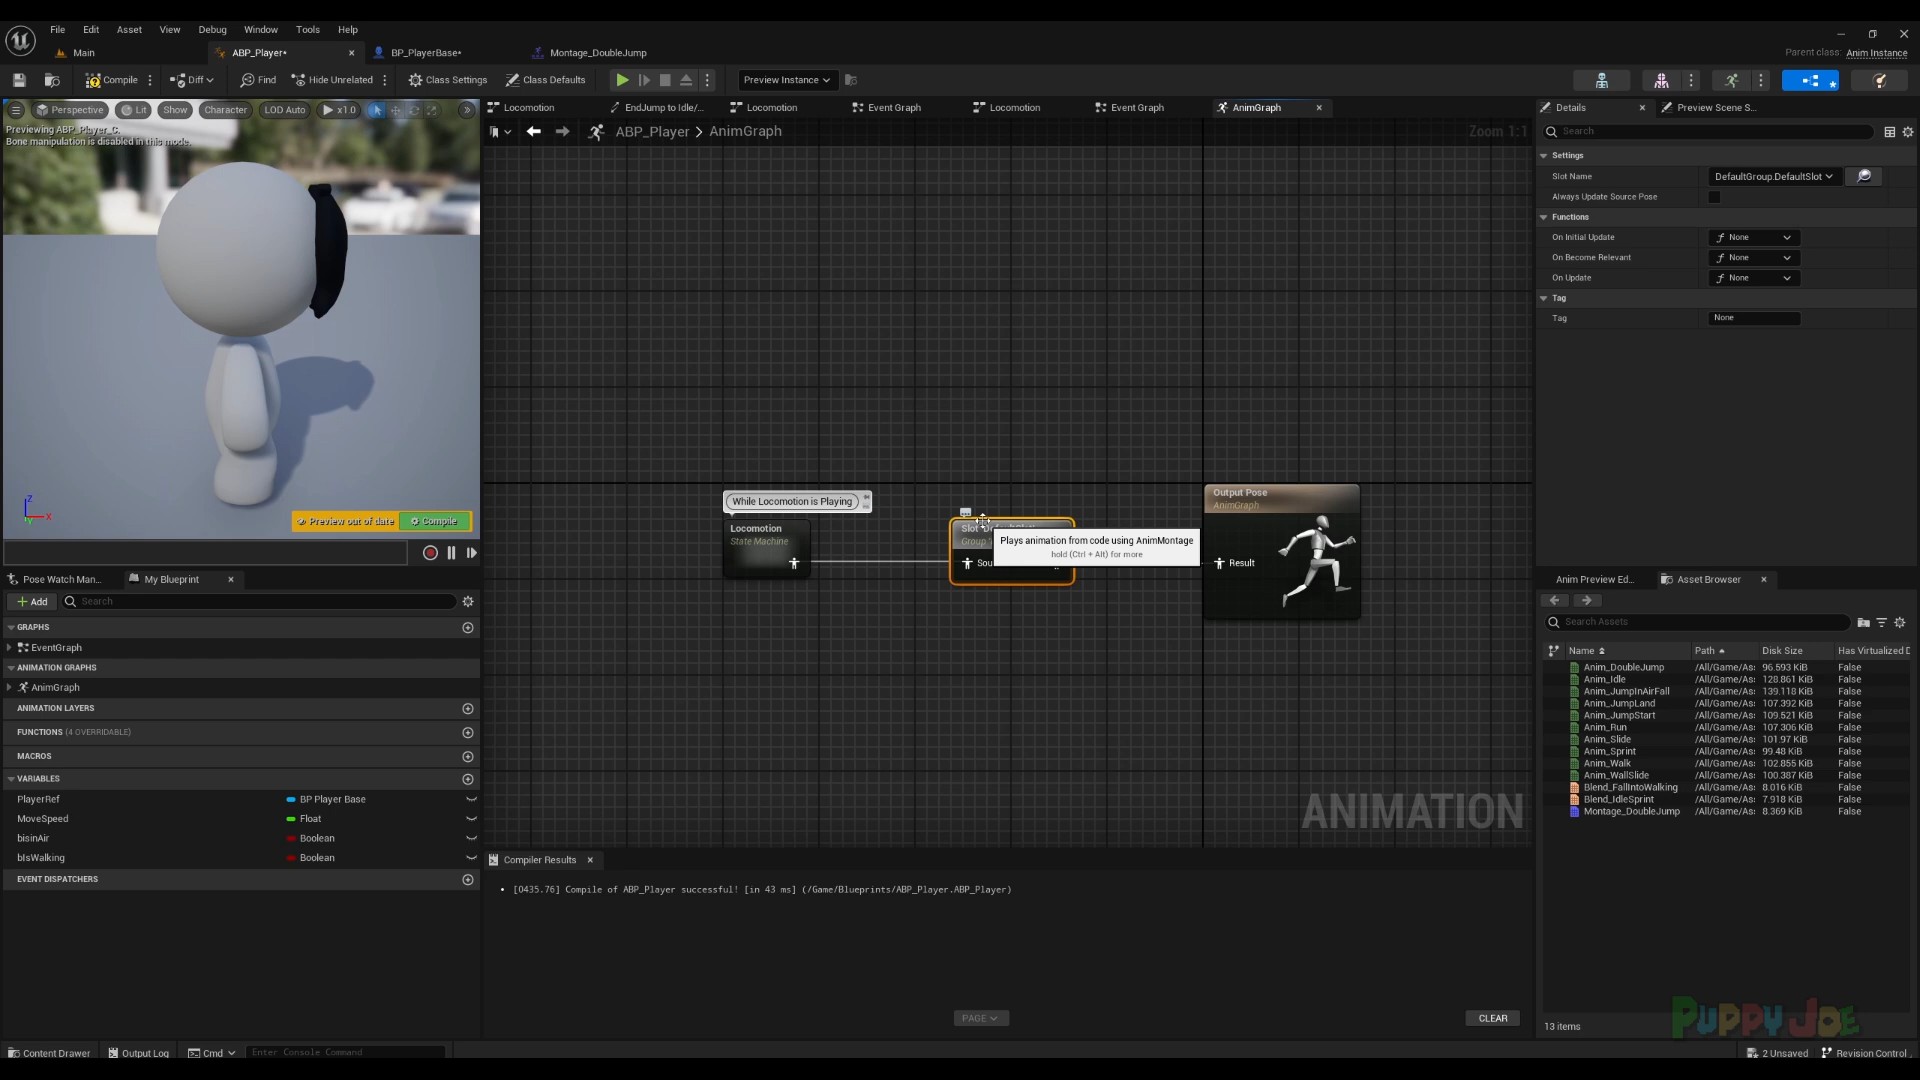 File Edit Asset View Debug Window Tools Help
Main
ABP_Player*
BP_PlayerBase*
Montage_DoubleJump
Parent class: Anim Instance
Compile
Diff
Find
Hide Unrelated
Class Settings
Class Defaults
Preview Instance
Perspective
Lit
Show
Character
LOD Auto
x1.0
Previewing ABP_Player_C.
Bone manipulation is disabled in this mode.
Z
X
Preview out of date
Compile
Locomotion
EndJump to Idle/...
Locomotion
Event Graph
Locomotion
Event Graph
AnimGraph
ABP_Player > AnimGraph
Zoom 1:1
While Locomotion is Playing
Locomotion
State Machine
Plays animation from code using AnimMontage
hold (Ctrl + Alt) for more
Output Pose
AnimGraph
Result
ANIMATION
Pose Watch Man...
My Blueprint
Add
Search
GRAPHS
EventGraph
ANIMATION GRAPHS
AnimGraph
ANIMATION LAYERS
FUNCTIONS (4 OVERRIDABLE)
MACROS
VARIABLES
PlayerRef BP Player Base
MoveSpeed Float
bisinAir Boolean
bIsWalking Boolean
EVENT DISPATCHERS
Compiler Results
[0435.76] Compile of ABP_Player successful! [in 43 ms] (/Game/Blueprints/ABP_Player.ABP_Player)
PAGE
CLEAR
Details
Preview Scene S...
Search
Settings
Slot Name DefaultGroup.DefaultSlot
Always Update Source Pose
Functions
On Initial Update None
On Become Relevant None
On Update None
Tag
Tag None
Anim Preview Ed...
Asset Browser
Search Assets
Name Path Disk Size Has Virtualized D
Anim_DoubleJump /All/Game/As: 96.593 KiB False
Anim_Idle /All/Game/As: 128.861 KiB False
Anim_JumpInAirFall /All/Game/As: 139.118 KiB False
Anim_JumpLand /All/Game/As: 107.392 KiB False
Anim_JumpStart /All/Game/As: 109.521 KiB False
Anim_Run /All/Game/As: 107.306 KiB False
Anim_Slide /All/Game/As: 101.97 KiB False
Anim_Sprint /All/Game/As: 99.48 KiB False
Anim_Walk /All/Game/As: 102.855 KiB False
Anim_WallSlide /All/Game/As: 100.387 KiB False
Blend_FallIntoWalking /All/Game/As: 8.016 KiB False
Blend_IdleSprint /All/Game/As: 7.918 KiB False
Montage_DoubleJump /All/Game/As: 8.369 KiB False
13 items
PUPPY JOE
Content Drawer
Output Log
Cmd
Enter Console Command
2 Unsaved
Revision Control